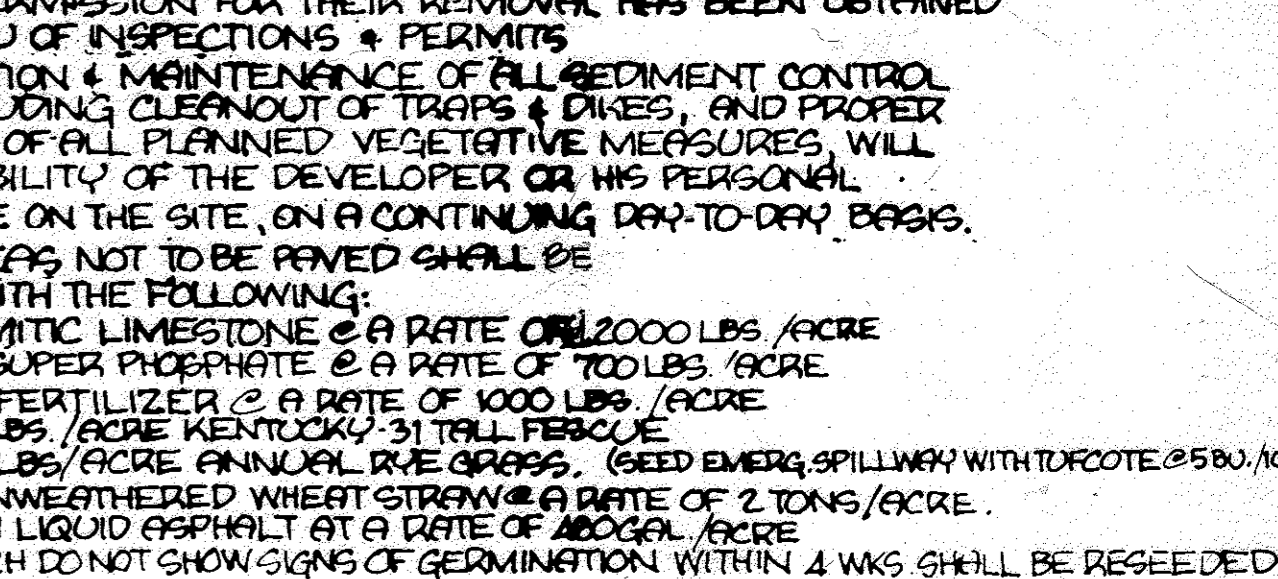 RMISSION FOR THEIR REMOVAL HAS BEEN OBTAINED
U OF INSPECTIONS & PERMITS
TION & MAINTENANCE OF ALL SEDIMENT CONTROL
UDING CLEANOUT OF TRAPS & DIKES, AND PROPER
OF ALL PLANNED VEGETATIVE MEASURES, WILL
BILITY OF THE DEVELOPER OR HIS PERSONAL
E ON THE SITE, ON A CONTINUING DAY-TO-DAY BASIS.
EAS NOT TO BE PAVED SHALL BE
ITH THE FOLLOWING:
MITIC LIMESTONE @ A RATE OF 2000 LBS./ACRE
SUPER PHOSPHATE @ A RATE OF 700 LBS./ACRE
FERTILIZER @ A RATE OF 1000 LBS./ACRE
BS./ACRE KENTUCKY-31 TALL FESCUE
LBS/ACRE ANNUAL RYE GRASS. (SEED EMERG. SPILLWAY WITH TUFCOTE @ 5 BU./10
NWEATHERED WHEAT STRAW @ A RATE OF 2 TONS/ACRE.
LIQUID ASPHALT AT A RATE OF GAL/ACRE
H DO NOT SHOW SIGNS OF GERMINATION WITHIN 4 WKS. SHALL BE RESEEDED